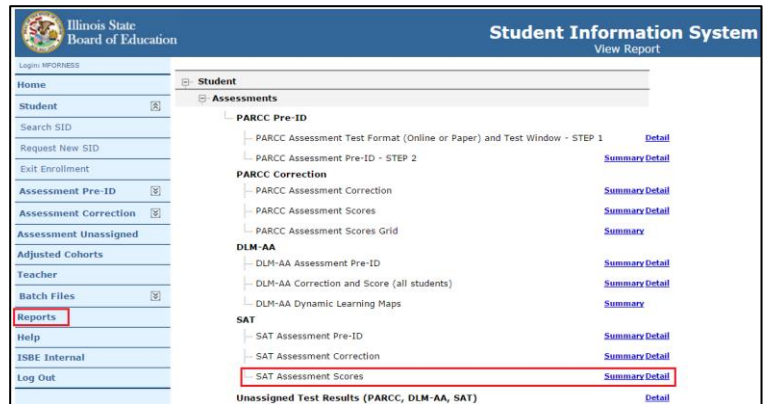 Illinois State
Board of Education
Student Information System
View Report
Login: MFORNESS
Home
Student
Search SID
Request New SID
Exit Enrollment
Assessment Pre-ID
Assessment Correction
Assessment Unassigned
Adjusted Cohorts
Teacher
Batch Files
Reports
Help
ISBE Internal
Log Out
Student
Assessments
PARCC Pre-ID
PARCC Assessment Test Format (Online or Paper) and Test Window - STEP 1 Detail
PARCC Assessment Pre-ID - STEP 2 Summary Detail
PARCC Correction
PARCC Assessment Correction Summary Detail
PARCC Assessment Scores Summary Detail
PARCC Assessment Scores Grid Summary
DLM-AA
DLM-AA Assessment Pre-ID Summary Detail
DLM-AA Correction and Score (all students) Summary Detail
DLM-AA Dynamic Learning Maps Summary
SAT
SAT Assessment Pre-ID Summary Detail
SAT Assessment Correction Summary Detail
SAT Assessment Scores Summary Detail
Unassigned Test Results (PARCC, DLM-AA, SAT) Detail